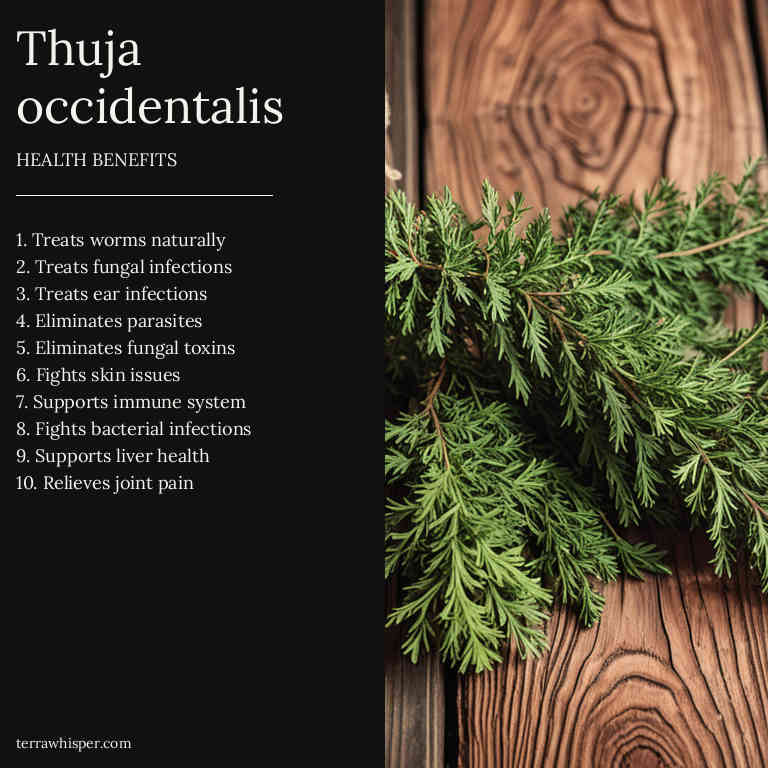 Thuja
occidentalis
HEALTH BENEFITS
1. Treats worms naturally
2. Treats fungal infections
3. Treats ear infections
4. Eliminates parasites
5. Eliminates fungal toxins
6. Fights skin issues
7. Supports immune system
8. Fights bacterial infections
9. Supports liver health
10. Relieves joint pain
terrawhisper.com